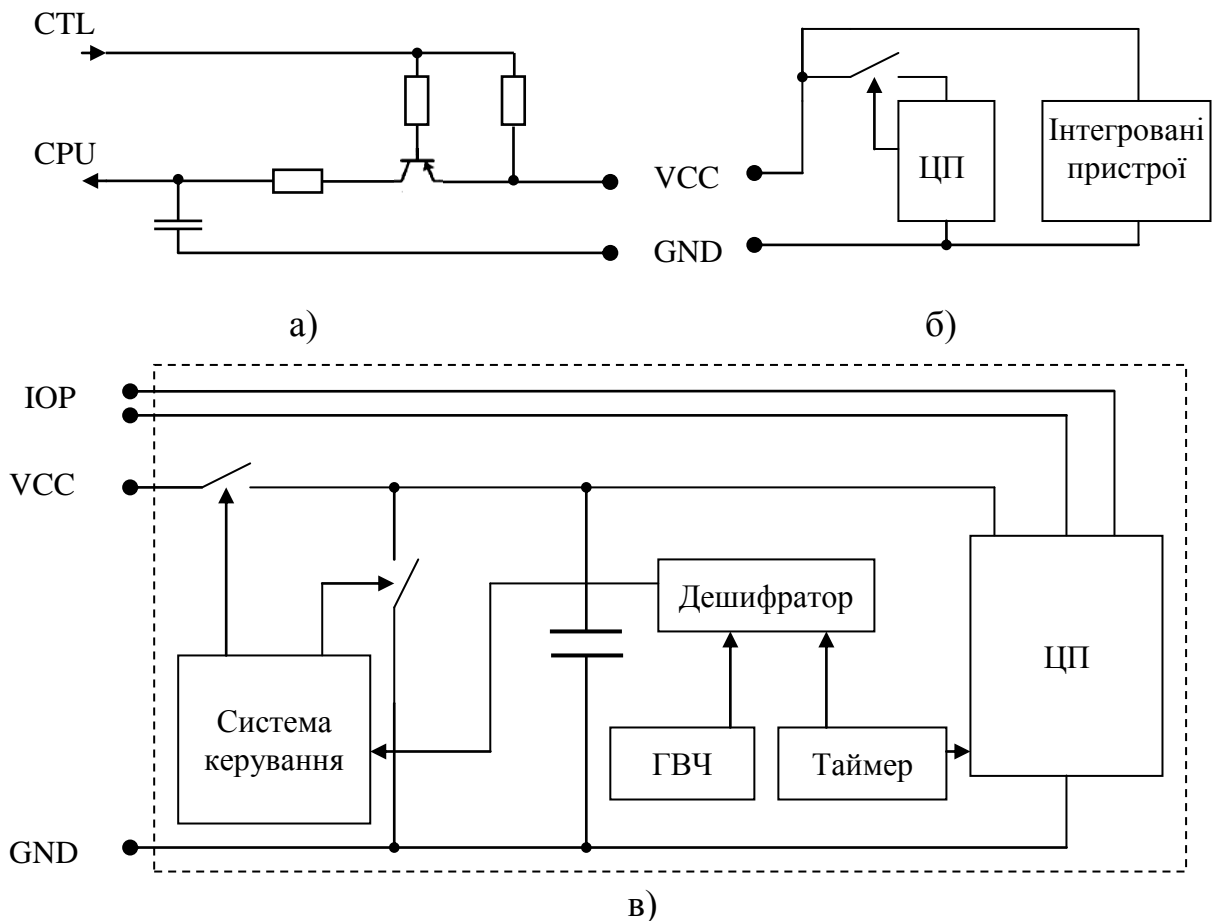 CTL
CPU
VCC
GND
ЦП
Інтегровані
пристрої
а)
б)
IOP
VCC
GND
Система
керування
Дешифратор
ГВЧ
Таймер
ЦП
в)